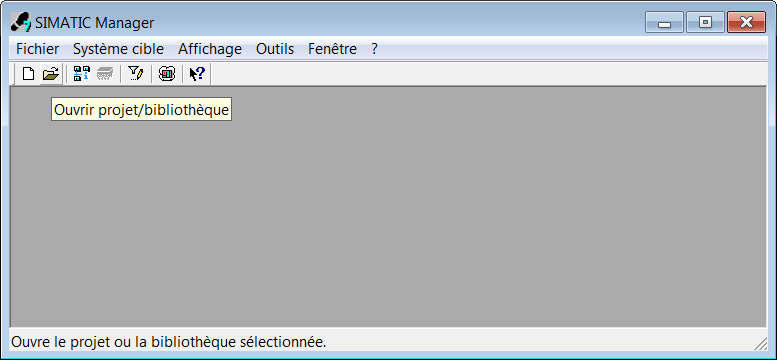 SIMATIC Manager
Fichier Système cible Affichage Outils Fenêtre ?
Ouvrir projet/bibliothèque
Ouvre le projet ou la bibliothèque sélectionnée.